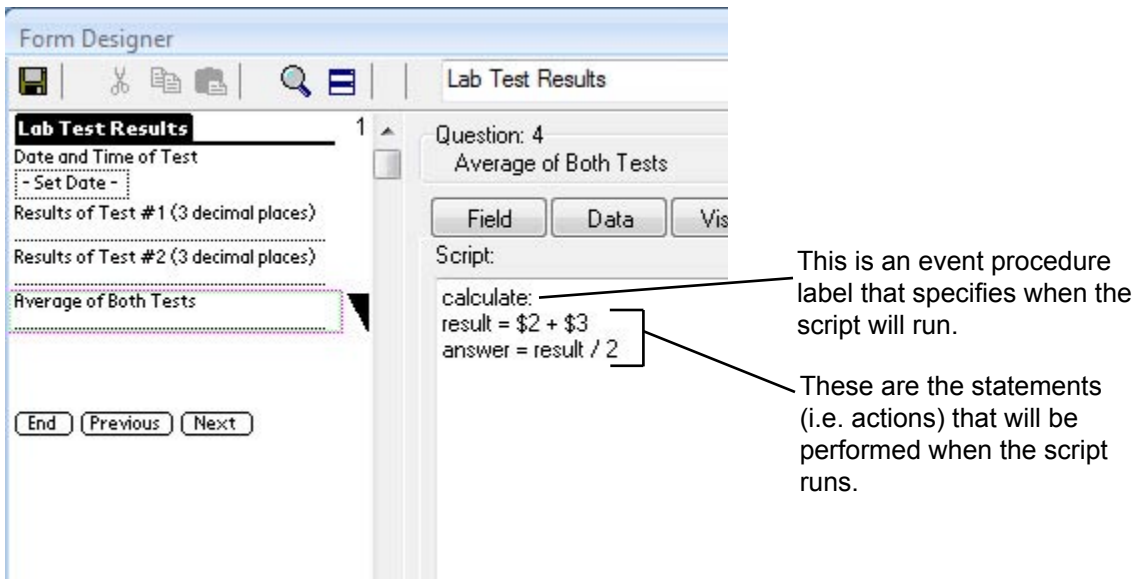 Form Designer
Lab Test Results
Lab Test Results 1
Date and Time of Test
- Set Date -
Results of Test #1 (3 decimal places)
Results of Test #2 (3 decimal places)
Average of Both Tests
End Previous Next
Question: 4
Average of Both Tests
Field Data Vis
Script:
calculate:
result = $2 + $3
answer = result / 2
This is an event procedure
label that specifies when the
script will run.
These are the statements
(i.e. actions) that will be
performed when the script
runs.